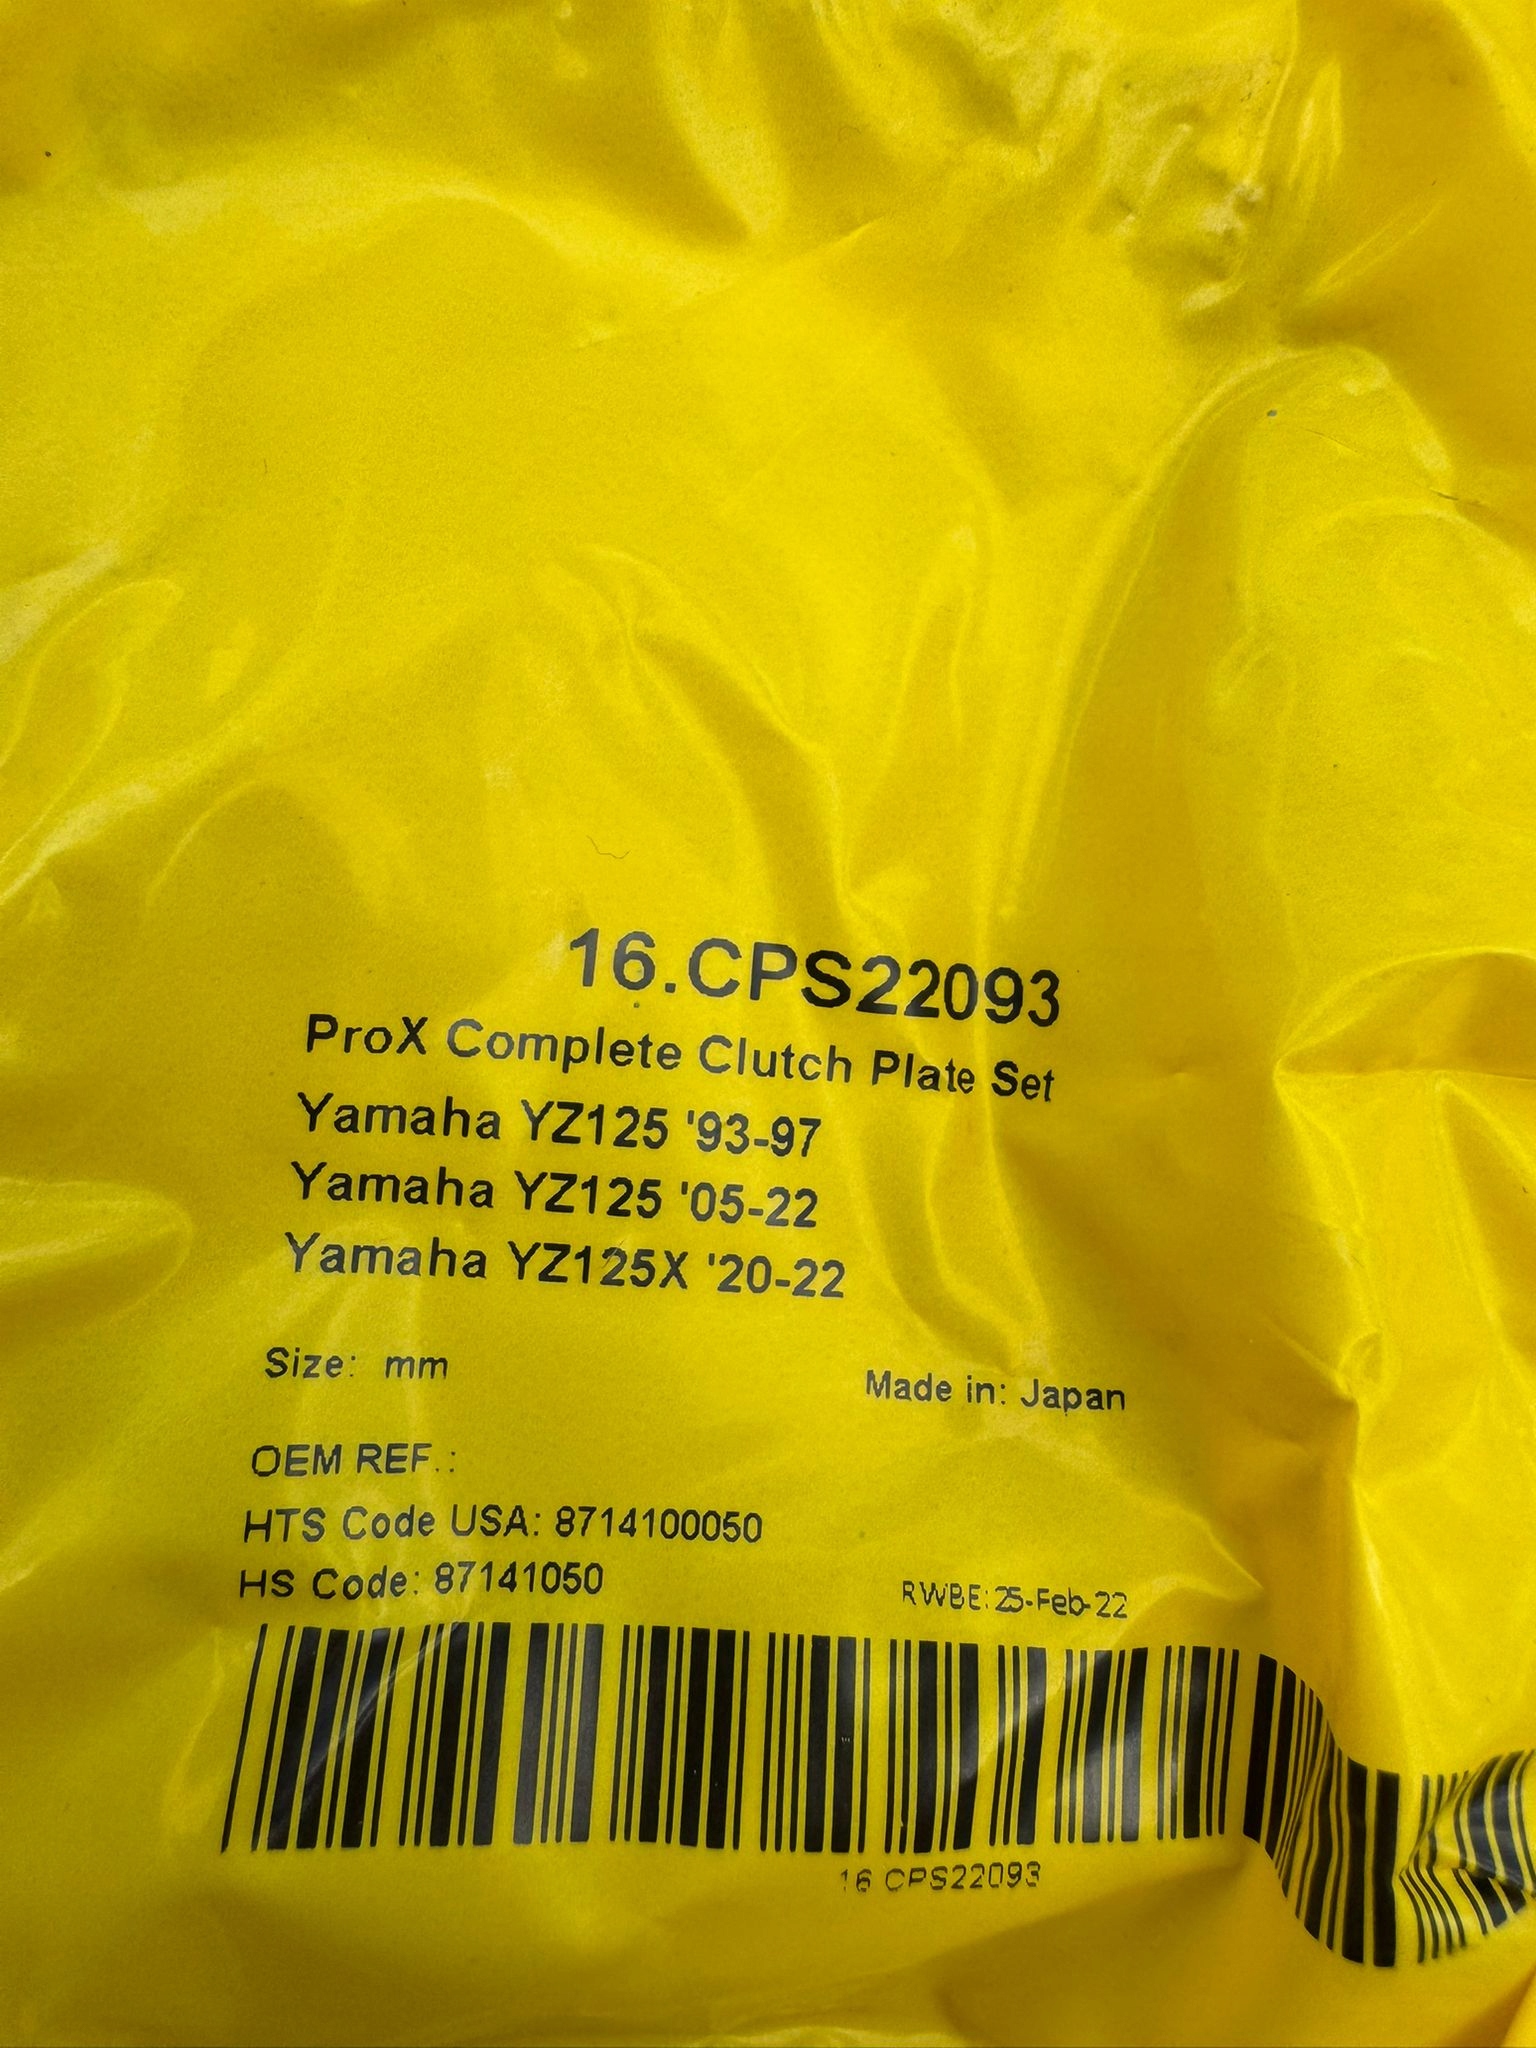 16.CPS22093
ProX Complete Clutch Plate Set
Yamaha YZ125 '93-97
Yamaha YZ125 '05-22
Yamaha YZ125X '20-22
Size: mm
Made in: Japan
OEM REF.:
HTS Code USA: 8714100050
HS Code: 87141050
RWBE: 25-Feb-22
16 CPS22093